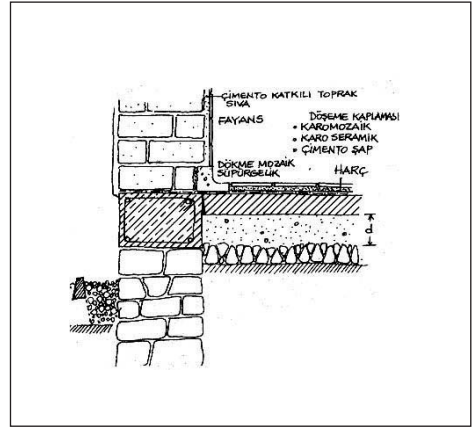 ÇİMENTO KATKILI TOPRAK
SIVA
FAYANS
DÖŞEME KAPLAMASI
• KAROMOZAİK
• KARO SERAMİK
• ÇİMENTO ŞAP
DÖKME MOZAİK
SÜPÜRGELİK
HARÇ
d